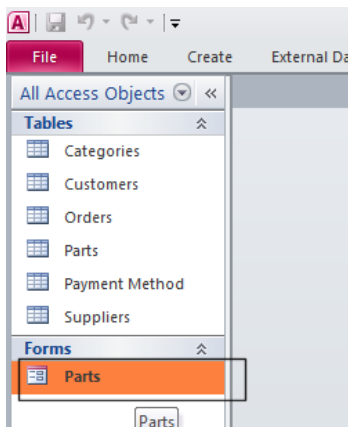 A
File Home Create External Da
All Access Objects «
Tables
Categories
Customers
Orders
Parts
Payment Method
Suppliers
Forms
Parts
Parts